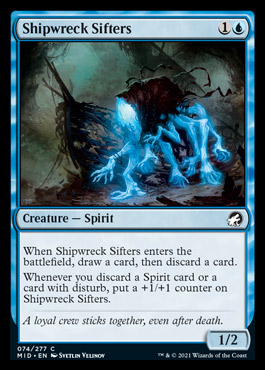 Shipwreck Sifters 1
Creature — Spirit
When Shipwreck Sifters enters the
battlefield, draw a card, then discard a card.
Whenever you discard a Spirit card or a
card with disturb, put a +1/+1 counter on
Shipwreck Sifters.
A loyal crew sticks together, even after death.
1/2
074/277 C
MID • EN Svetlin Velinov
™ & © 2021 Wizards of the Coast